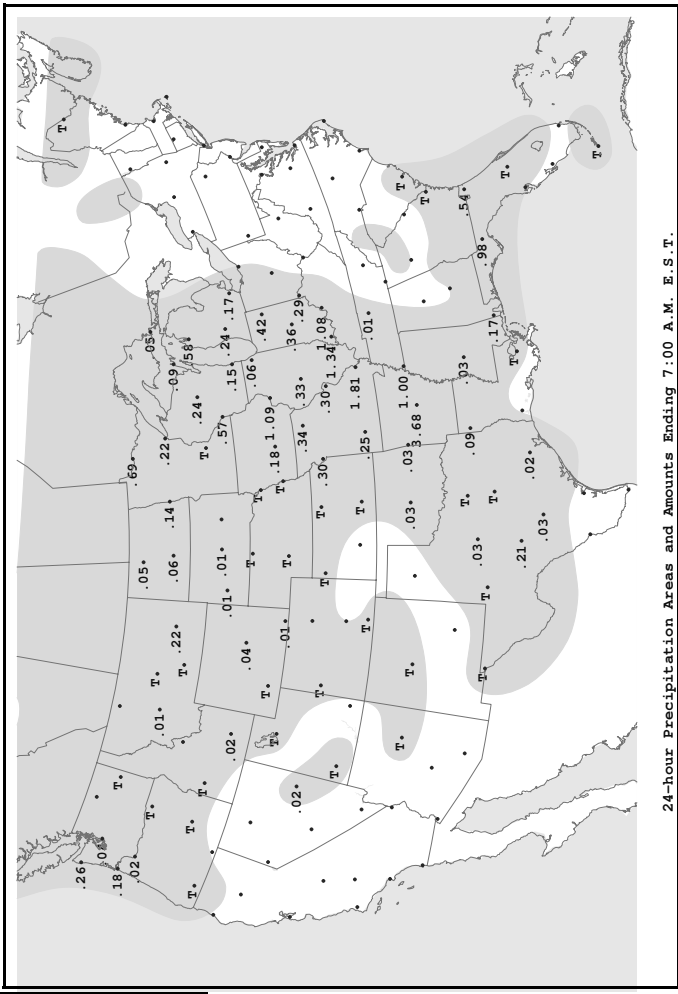 T
.26
.18
T
.02
.69
.05
.05
T
T
.01
.22
.14
.06
.09
.22
T
.58
T
T
.24
T
T
.01
.57
.24
.01
.02
.15
.17
.04
T
.06
T
.42
T
T
1.09
.18
T
.01
T
.36
.02
.33
.29
.34
T
T
.30
T
.30
1.08
1.34
T
1.81
T
T
.25
.01
T
T
.03
1.00
T
.03
3.68
T
.03
.54
T
.09
.03
T
.98
T
T
.17
T
T
.21
.02
.03
T
24-hour Precipitation Areas and Amounts Ending 7:00 A.M. E.S.T.